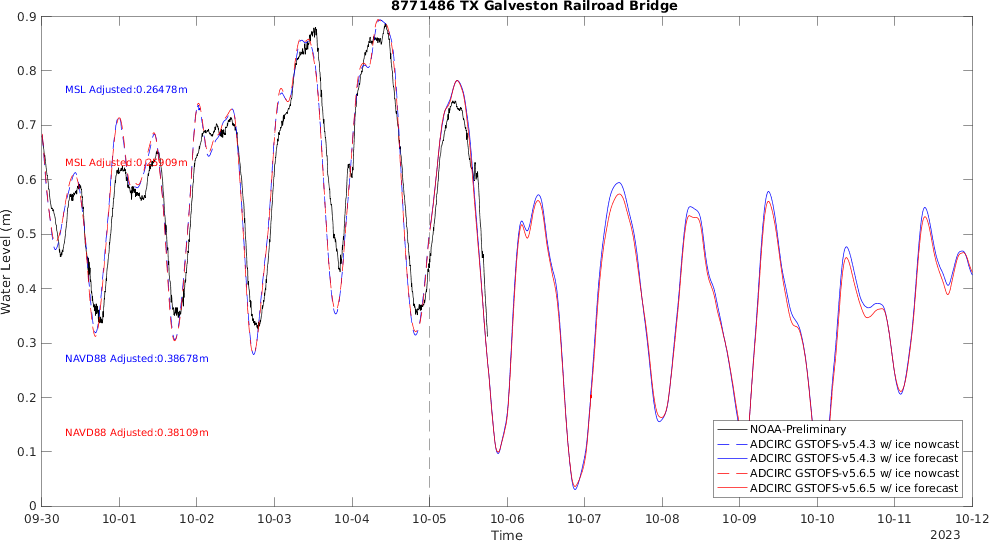 8771486 TX Galveston Railroad Bridge
0.9
0.8
0.7
0.6
0.5
0.4
0.3
0.2
0.1
0
Water Level (m)
MSL Adjusted:0.26478m
MSL Adjusted:0.25909m
NAVD88 Adjusted:0.38678m
NAVD88 Adjusted:0.38109m
NOAA-Preliminary
ADCIRC GSTOFS-v5.4.3 w/ ice nowcast
ADCIRC GSTOFS-v5.4.3 w/ ice forecast
ADCIRC GSTOFS-v5.6.5 w/ ice nowcast
ADCIRC GSTOFS-v5.6.5 w/ ice forecast
09-30 10-01 10-02 10-03 10-04 10-05 10-06 10-07 10-08 10-09 10-10 10-11 10-12
Time
2023